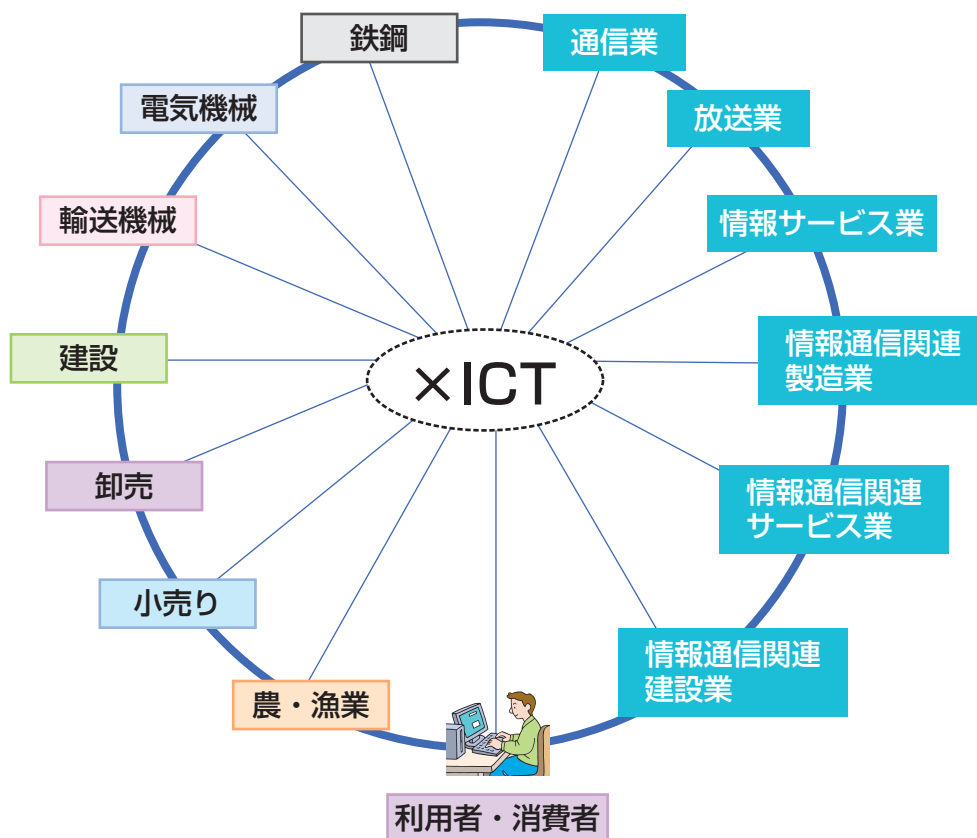 鉄鋼
通信業
電気機械
放送業
輸送機械
情報サービス業
建設
×ICT
情報通信関連
製造業
卸売
情報通信関連
サービス業
小売り
情報通信関連
建設業
農・漁業
利用者・消費者